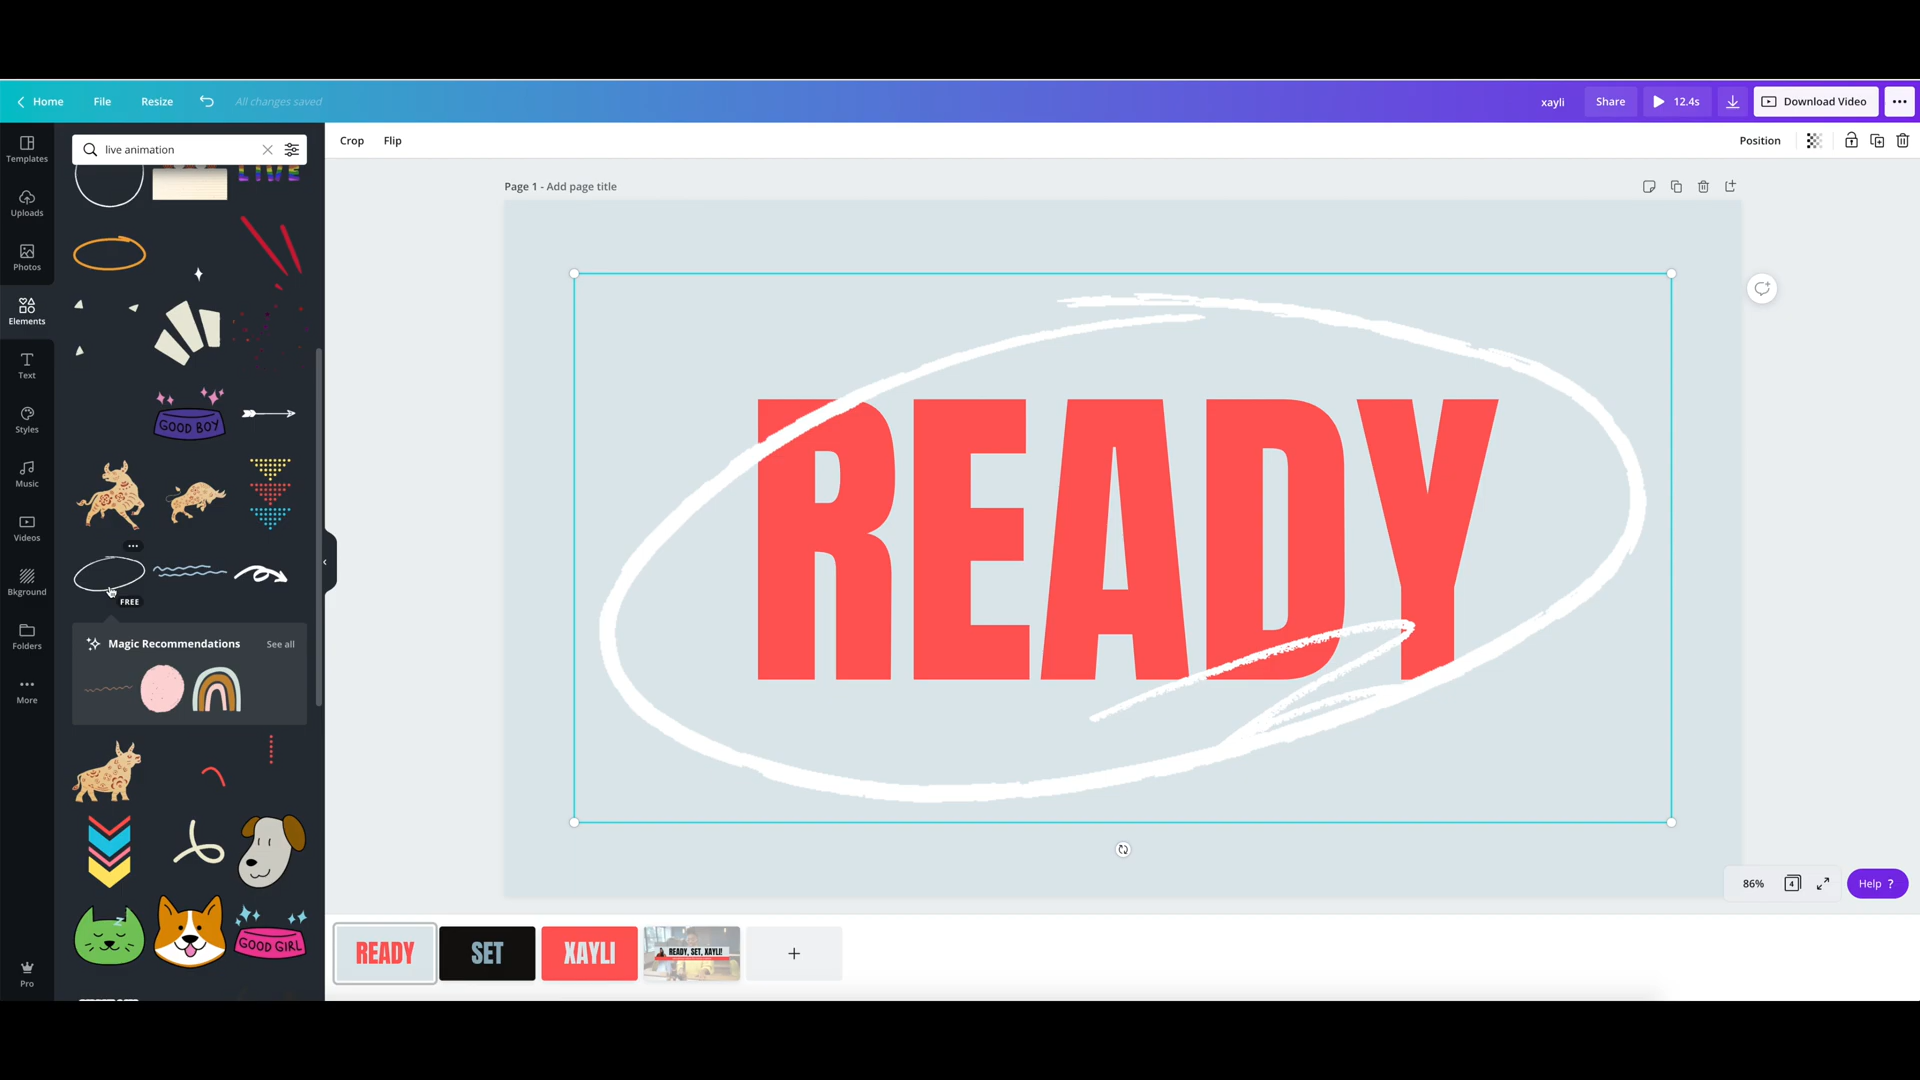 Home
File
Resize
All changes saved
xayli
Share
12.4s
Download Video
Templates
Uploads
Photos
Elements
Text
Styles
Music
Videos
Bkground
Folders
More
Pro
live animation
LIVE
GOOD BOY
FREE
Magic Recommendations
See all
GOOD GIRL
Crop
Flip
Position
Page 1 - Add page title
READY
86%
4
Help ?
READY
SET
XAYLI
READY, SET, XAYLI!